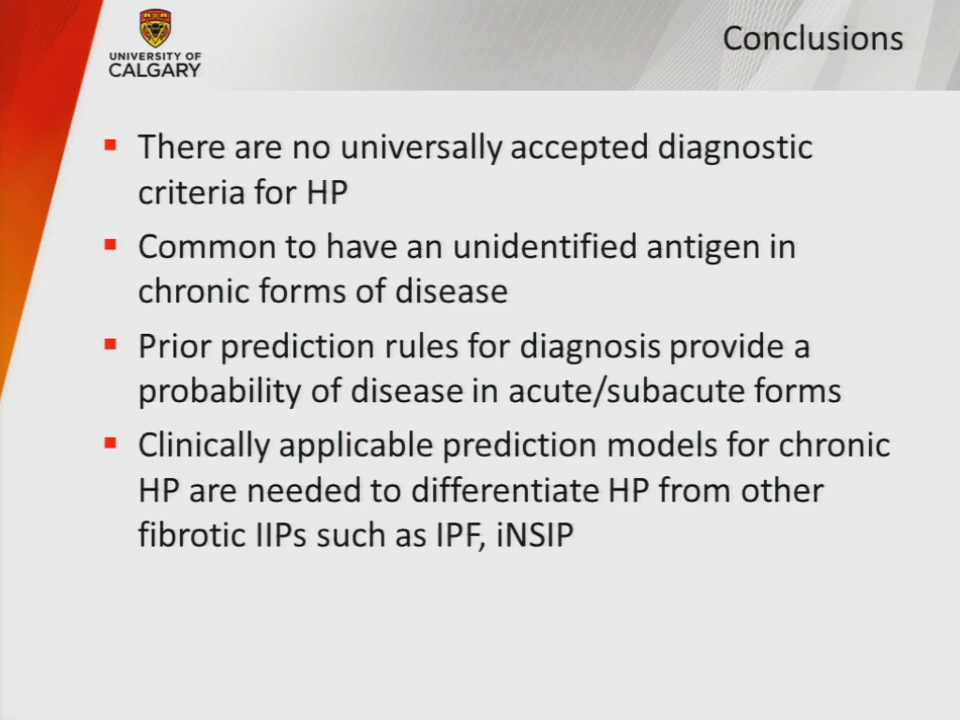 UNIVERSITY OF
CALGARY
Conclusions
There are no universally accepted diagnostic
criteria for HP
Common to have an unidentified antigen in
chronic forms of disease
Prior prediction rules for diagnosis provide a
probability of disease in acute/subacute forms
Clinically applicable prediction models for chronic
HP are needed to differentiate HP from other
fibrotic IIPs such as IPF, iNSIP